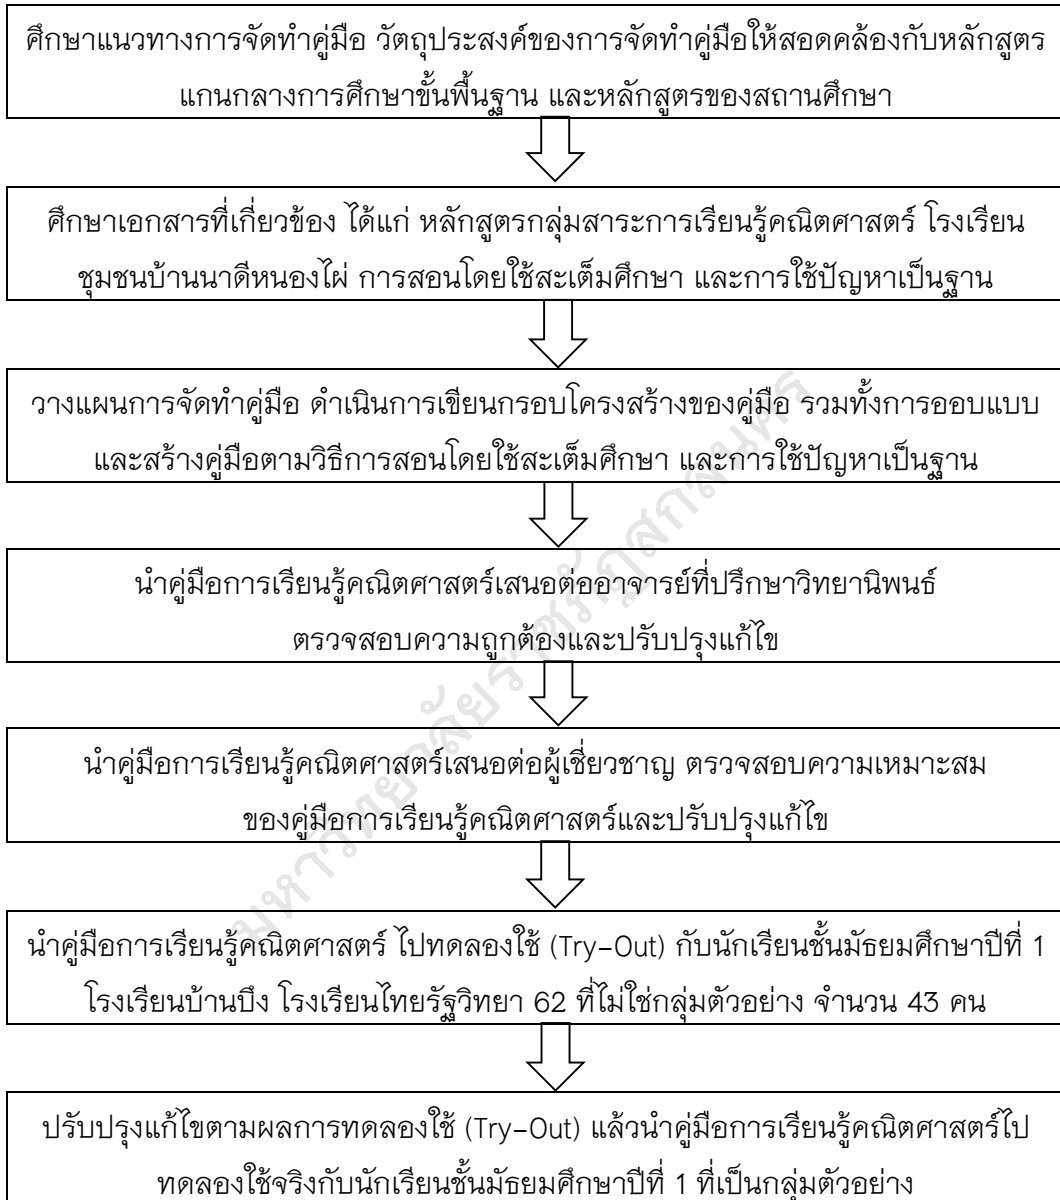 ศึกษาแนวทางการจัดทำคู่มือ วัตถุประสงค์ของการจัดทำคู่มือให้สอดคล้องกับหลักสูตร
แกนกลางการศึกษาขั้นพื้นฐาน และหลักสูตรของสถานศึกษา
ศึกษาเอกสารที่เกี่ยวข้อง ได้แก่ หลักสูตรกลุ่มสาระการเรียนรู้คณิตศาสตร์ โรงเรียน
ชุมชนบ้านนาดีหนองไผ่ การสอนโดยใช้สะเต็มศึกษา และการใช้ปัญหาเป็นฐาน
วางแผนการจัดทำคู่มือ ดำเนินการเขียนกรอบโครงสร้างของคู่มือ รวมทั้งการออบแบบ
และสร้างคู่มือตามวิธีการสอนโดยใช้สะเต็มศึกษา และการใช้ปัญหาเป็นฐาน
นำคู่มือการเรียนรู้คณิตศาสตร์เสนอต่ออาจารย์ที่ปรึกษาวิทยานิพนธ์
ตรวจสอบความถูกต้องและปรับปรุงแก้ไข
นำคู่มือการเรียนรู้คณิตศาสตร์เสนอต่อผู้เชี่ยวชาญ ตรวจสอบความเหมาะสม
ของคู่มือการเรียนรู้คณิตศาสตร์และปรับปรุงแก้ไข
นำคู่มือการเรียนรู้คณิตศาสตร์ ไปทดลองใช้ (Try-Out) กับนักเรียนชั้นมัธยมศึกษาปีที่ 1
โรงเรียนบ้านบึง โรงเรียนไทยรัฐวิทยา 62 ที่ไม่ใช่กลุ่มตัวอย่าง จำนวน 43 คน
ปรับปรุงแก้ไขตามผลการทดลองใช้ (Try-Out) แล้วนำคู่มือการเรียนรู้คณิตศาสตร์ไป
ทดลองใช้จริงกับนักเรียนชั้นมัธยมศึกษาปีที่ 1 ที่เป็นกลุ่มตัวอย่าง
มหาวิทยาลัยราชภัฏสกลนคร